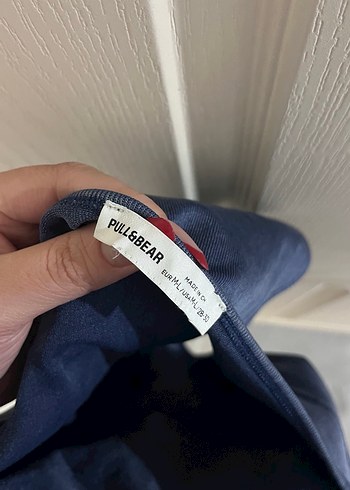 PULL&BEAR
MADE IN CH
EUR M-L/USA M-L/28-30